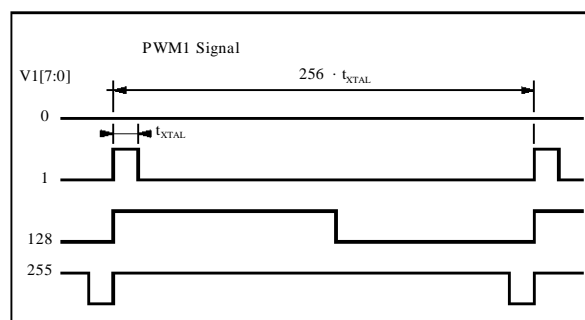 PWM1 Signal
V1[7:0]
256 · tXTAL
0
tXTAL
1
128
255